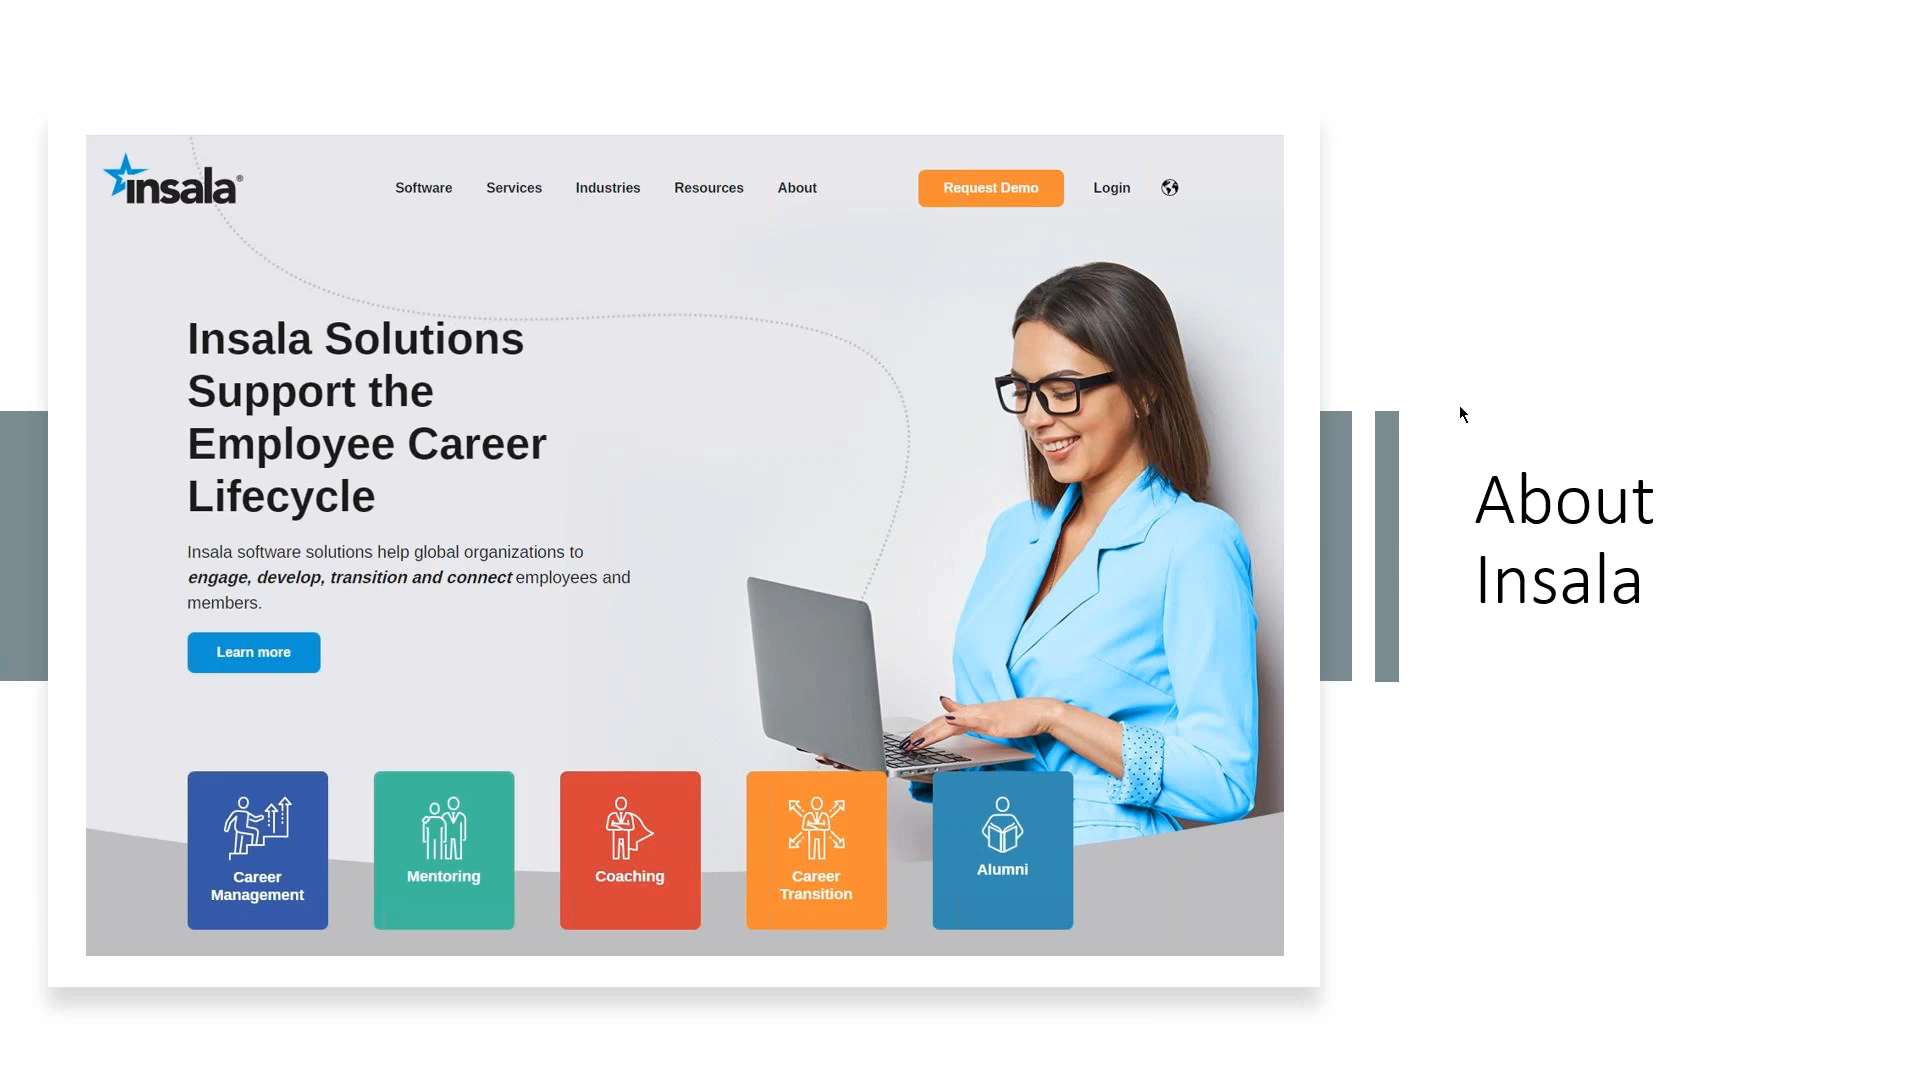 insala®
Software
Services
Industries
Resources
About
Request Demo
Login
Insala Solutions
Support the
Employee Career
Lifecycle
Insala software solutions help global organizations to
engage, develop, transition and connect employees and
members.
Learn more
Career
Management
Mentoring
Coaching
Career
Transition
Alumni
About
Insala